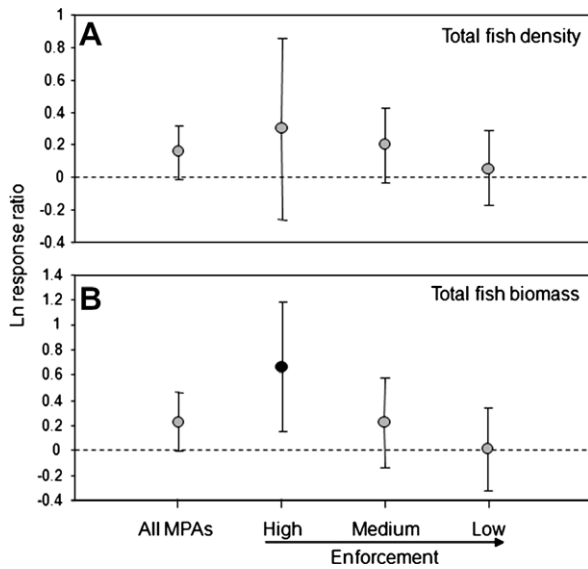 A
Total fish density
1
0.8
0.6
0.4
0.2
0
-0.2
-0.4
Ln response ratio
B
Total fish biomass
1.4
1.2
1
0.8
0.6
0.4
0.2
0
-0.2
-0.4
All MPAs High Medium Low
Enforcement